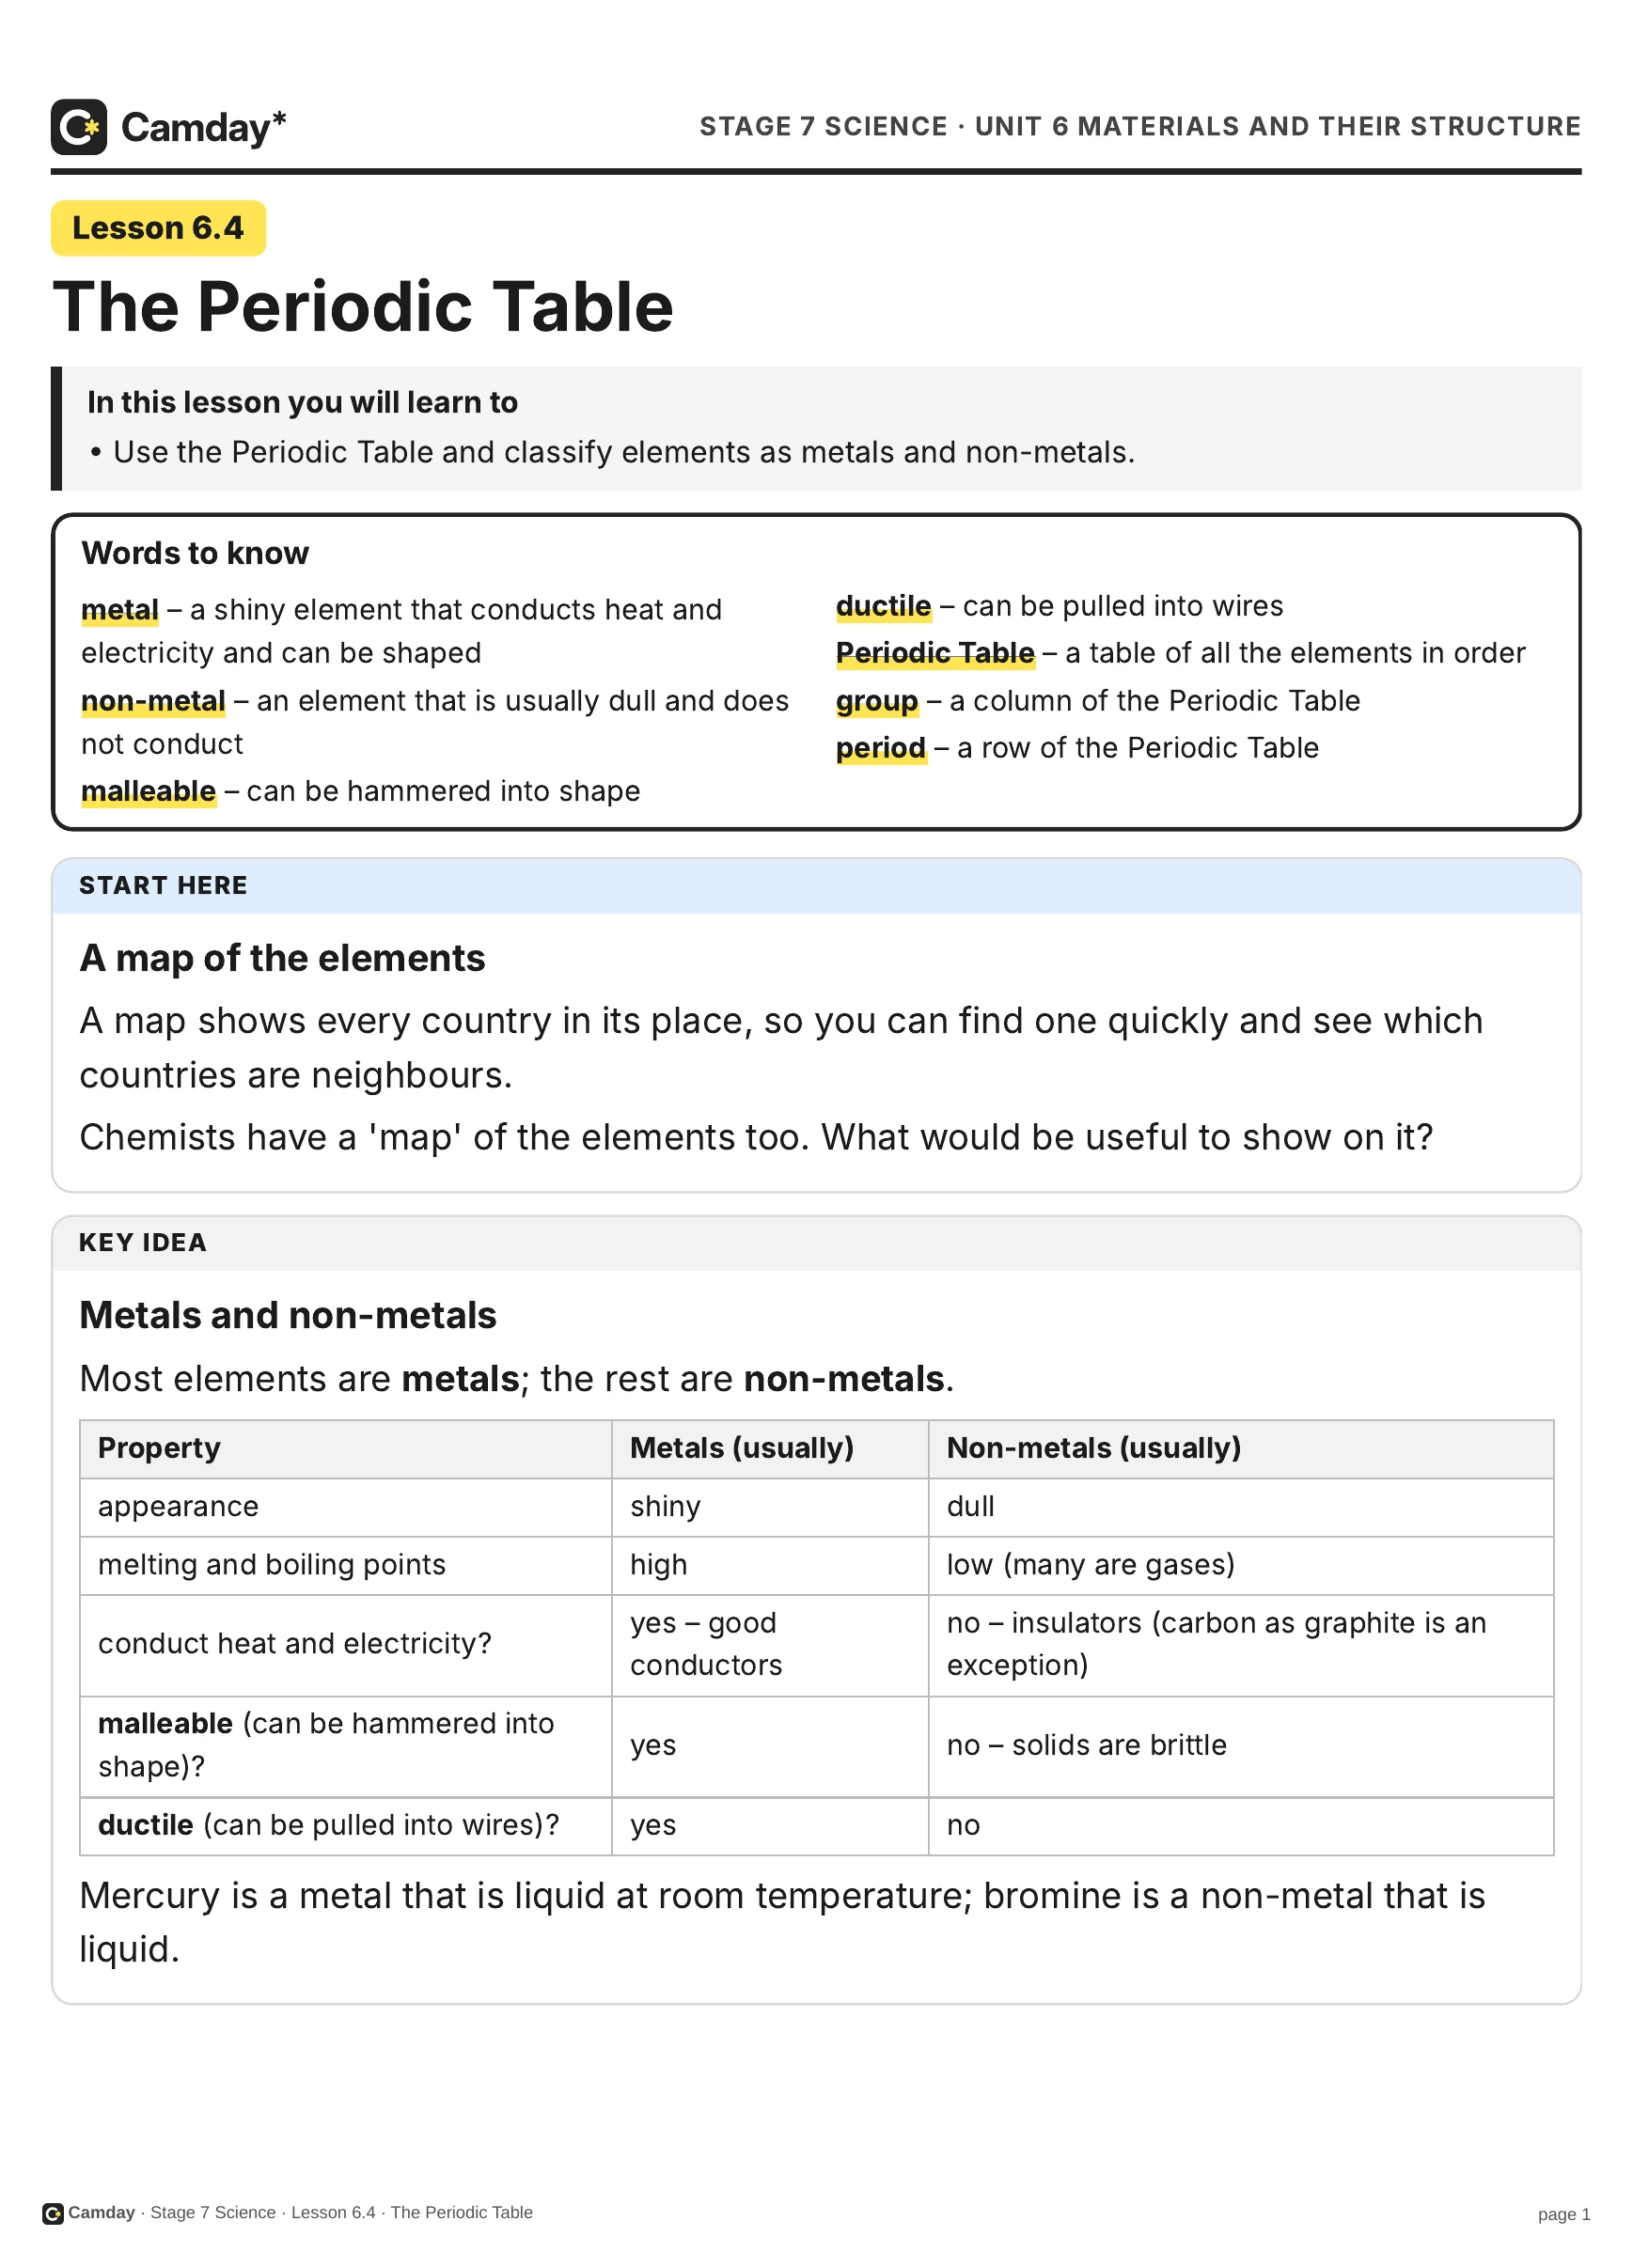 Camday*
STAGE 7 SCIENCE · UNIT 6 MATERIALS AND THEIR STRUCTURE
Lesson 6.4
The Periodic Table
In this lesson you will learn to
• Use the Periodic Table and classify elements as metals and non-metals.
Words to know
metal – a shiny element that conducts heat and
electricity and can be shaped
non-metal – an element that is usually dull and does
not conduct
malleable – can be hammered into shape
ductile – can be pulled into wires
Periodic Table – a table of all the elements in order
group – a column of the Periodic Table
period – a row of the Periodic Table
START HERE
A map of the elements
A map shows every country in its place, so you can find one quickly and see which
countries are neighbours.
Chemists have a 'map' of the elements too. What would be useful to show on it?
KEY IDEA
Metals and non-metals
Most elements are metals; the rest are non-metals.
Property Metals (usually) Non-metals (usually)
appearance shiny dull
melting and boiling points high low (many are gases)
conduct heat and electricity?
yes – good
conductors
no – insulators (carbon as graphite is an
exception)
malleable (can be hammered into
shape)?
yes
no – solids are brittle
ductile (can be pulled into wires)? yes no
Mercury is a metal that is liquid at room temperature; bromine is a non-metal that is
liquid.
Camday · Stage 7 Science · Lesson 6.4 · The Periodic Table
page 1